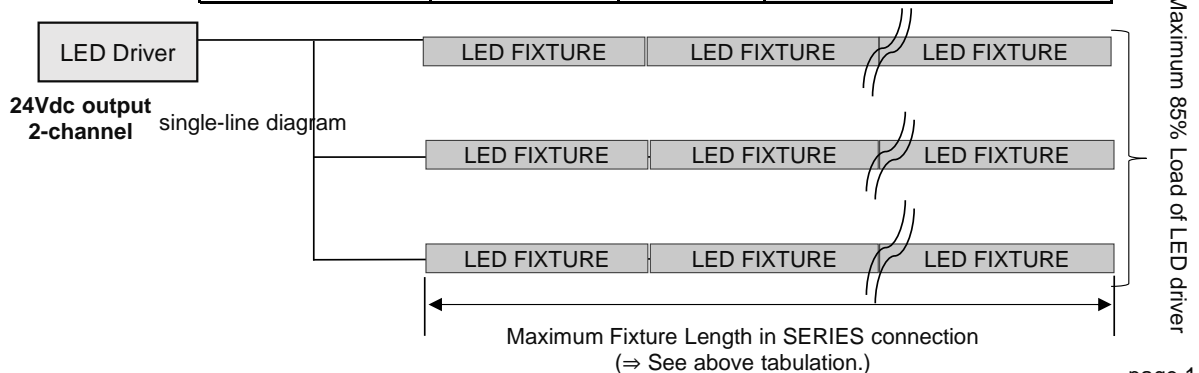 LED Driver
24Vdc output
2-channel
single-line diagram
LED FIXTURE LED FIXTURE LED FIXTURE
LED FIXTURE LED FIXTURE LED FIXTURE
LED FIXTURE LED FIXTURE LED FIXTURE
Maximum 85% Load of LED driver
Maximum Fixture Length in SERIES connection
(⇒ See above tabulation.)
page 1